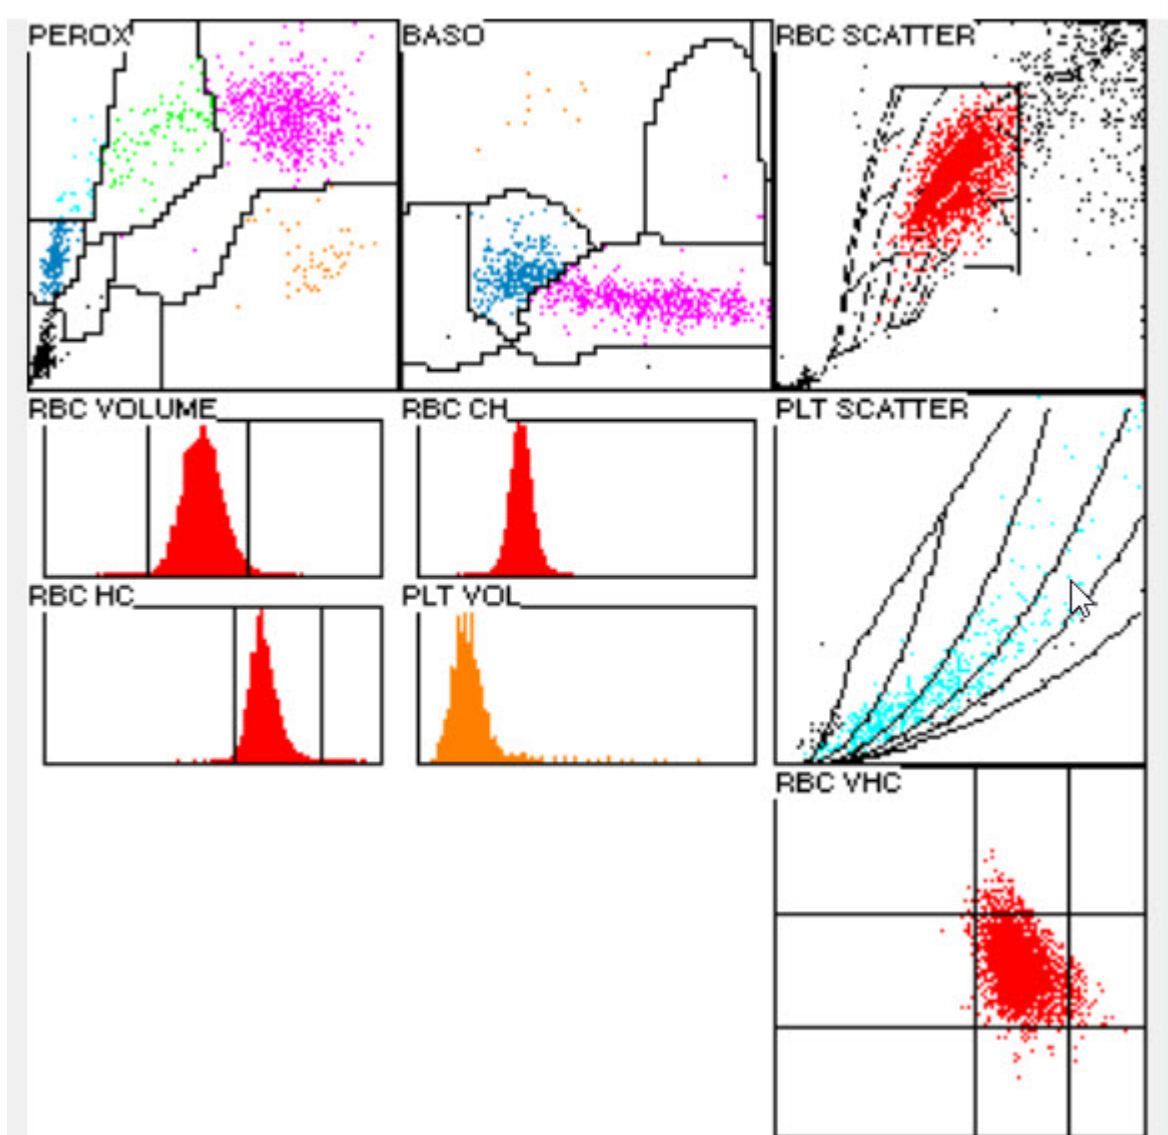 PEROX
BASO
RBC SCATTER
RBC VOLUME
RBC CH
PLT SCATTER
RBC HC
PLT VOL
RBC VHC